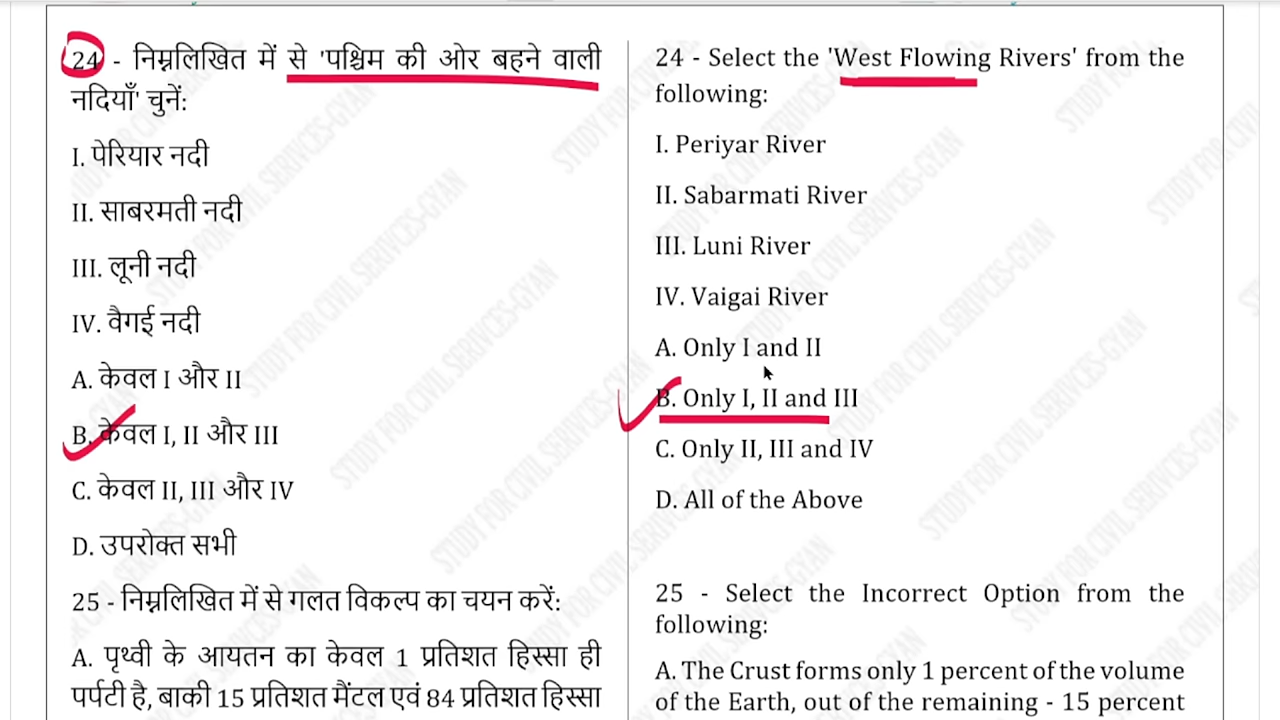 24 - निम्नलिखित में से 'पश्चिम की ओर बहने वाली
नदियाँ' चुनें:
I. पेरियार नदी
II. साबरमती नदी
III. लूनी नदी
IV. वैगई नदी
A. केवल I और II
B. केवल I, II और III
C. केवल II, III और IV
D. उपरोक्त सभी
25 - निम्नलिखित में से गलत विकल्प का चयन करें:
A. पृथ्वी के आयतन का केवल 1 प्रतिशत हिस्सा ही
पर्पटी है, बाकी 15 प्रतिशत मैंटल एवं 84 प्रतिशत हिस्सा
24 - Select the 'West Flowing Rivers' from the
following:
I. Periyar River
II. Sabarmati River
III. Luni River
IV. Vaigai River
A. Only I and II
B. Only I, II and III
C. Only II, III and IV
D. All of the Above
25 - Select the Incorrect Option from the
following:
A. The Crust forms only 1 percent of the volume
of the Earth, out of the remaining - 15 percent
STUDY FOR CIVIL SERIVCES-GYAN